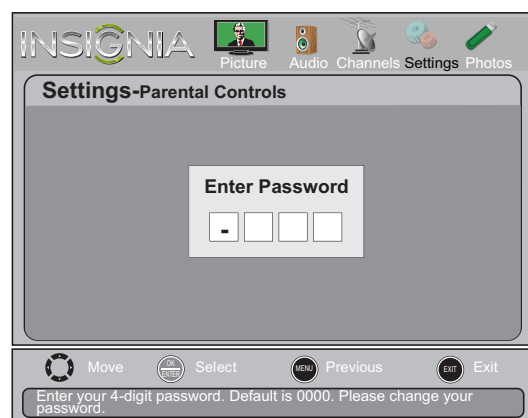 INSIGNIA
Picture Audio Channels Settings Photos
Settings-Parental Controls
Enter Password
-
Move OK ENTER Select MENU Previous EXIT Exit
Enter your 4-digit password. Default is 0000. Please change your
password.